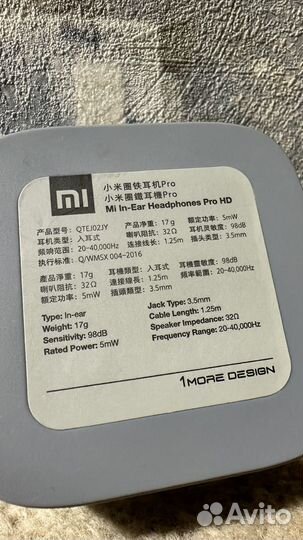 mi
小米圈铁耳机Pro
小米圈鐵耳機Pro
Mi In-Ear Headphones Pro HD
产品型号: QTEJ02JY 产品净重: 17g 额定功率: 5mW
耳机类型: 入耳式 喇叭阻抗: 32Ω 耳机灵敏度: 98dB
频响范围: 20-40,000Hz 连接线长: 1.25m 插头类型: 3.5mm
执行标准: Q/WMSX 004-2016
產品淨重: 17g 耳機類型: 入耳式 耳機靈敏度: 98dB
喇叭阻抗: 32Ω 連接線長: 1.25m 頻率範圍: 20-40,000Hz
額定功率: 5mW 插頭類型: 3.5mm
Type: In-ear Jack Type: 3.5mm
Weight: 17g Cable Length: 1.25m
Sensitivity: 98dB Speaker Impedance: 32Ω
Rated Power: 5mW Frequency Range: 20-40,000Hz
1MORE DESIGN
Avito